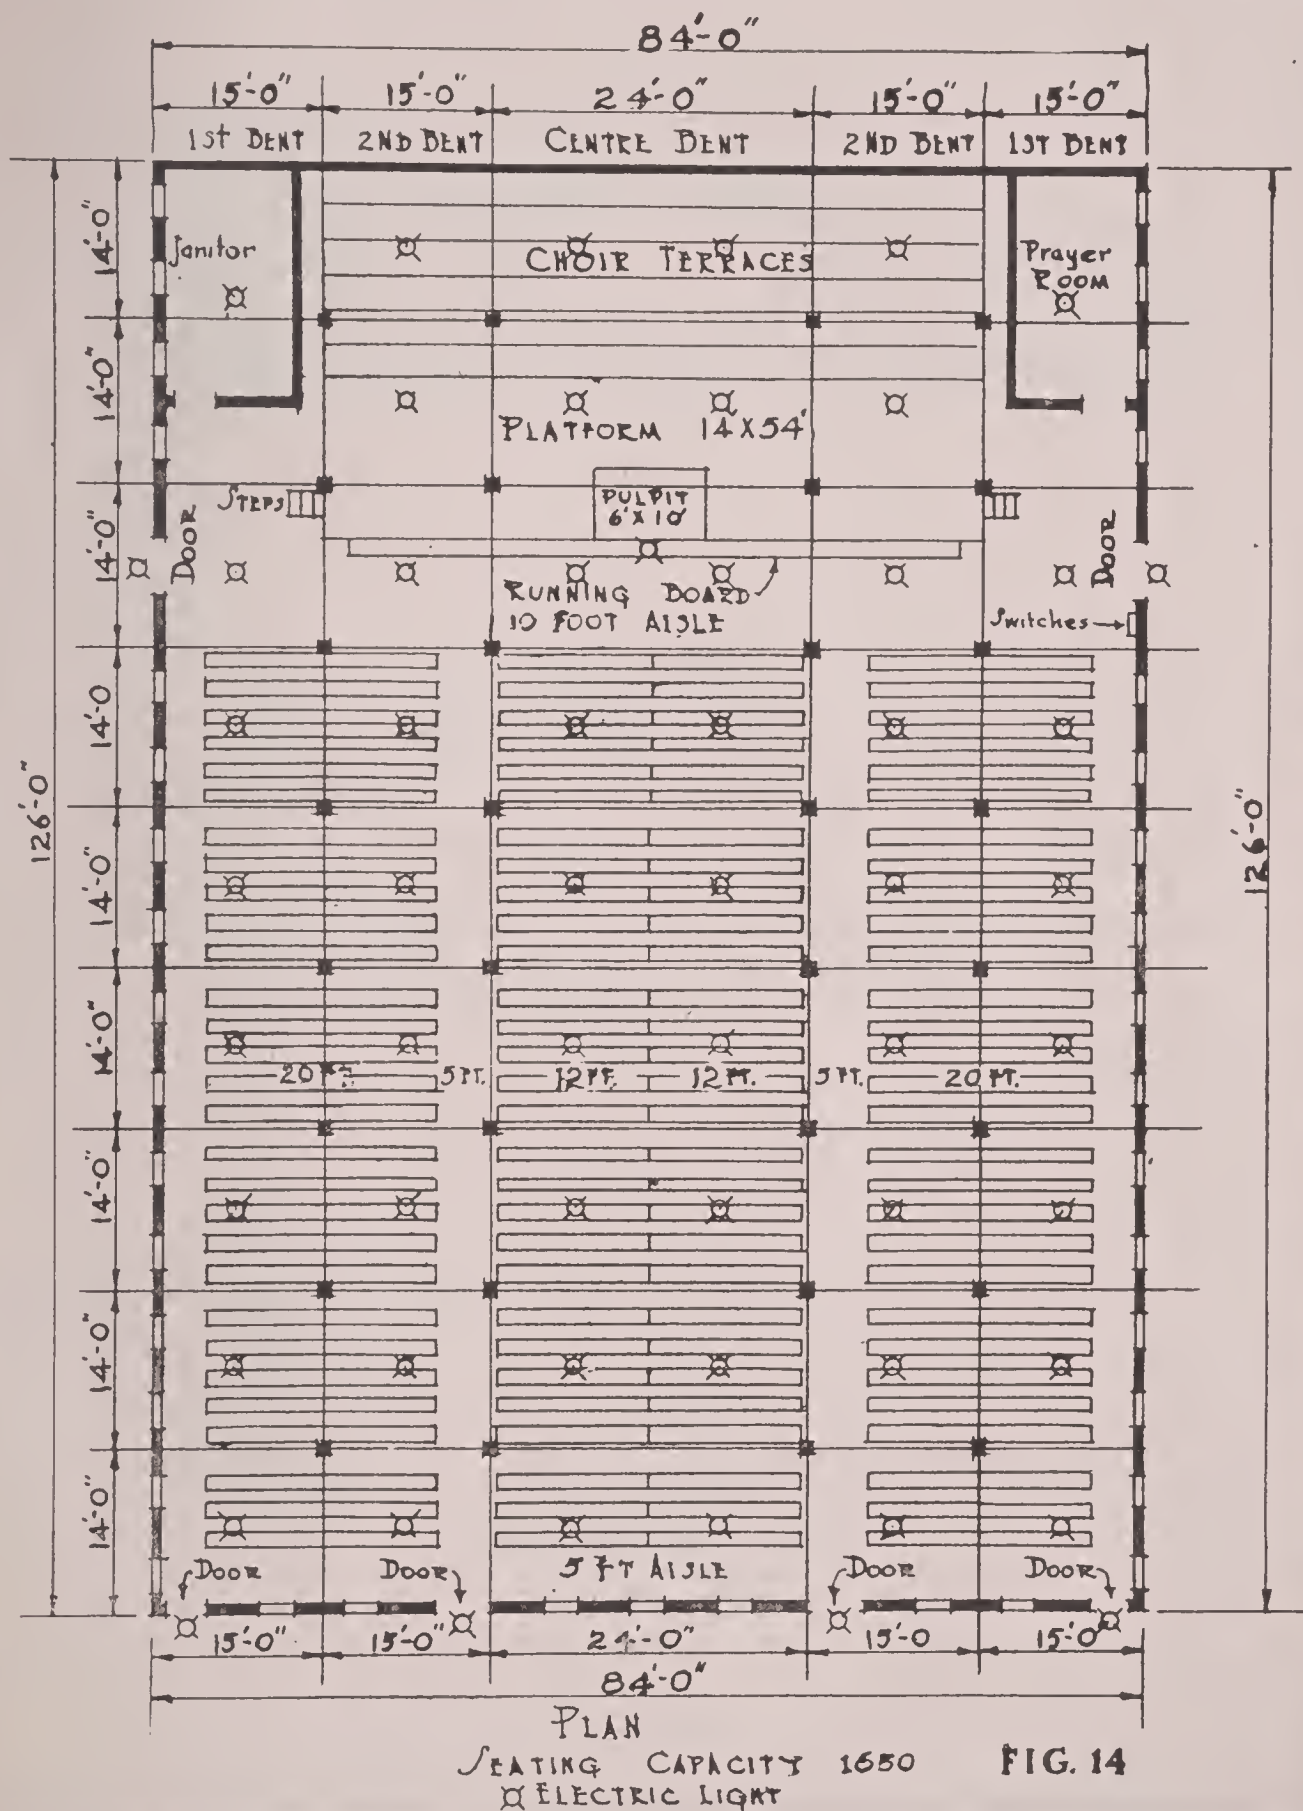 84'-0"
15'-0" 15'-0" 24'-0" 15'-0" 15'-0"
1ST BENT 2ND BENT CENTRE BENT 2ND BENT 1ST BENT
14'-0"
Janitor
CHOIR TERRACES
Prayer
ROOM
14'-0"
PLATFORM 14 X 54'
STEPS
PULPIT
6' X 10'
14'-0"
DOOR
DOOR
RUNNING BOARD
10 FOOT AISLE
Switches
14'-0
126'-0"
126'-0"
14'-0"
14'-0"
20 FT. 5 FT. 12 FT. 12 FT. 5 FT. 20 FT.
14'-0"
14'-0"
14'-0"
DOOR DOOR 5 FT AISLE DOOR DOOR
15'-0" 15'-0" 24'-0" 15'-0 15'-0"
84'-0"
PLAN
SEATING CAPACITY 1650 FIG. 14
ELECTRIC LIGHT